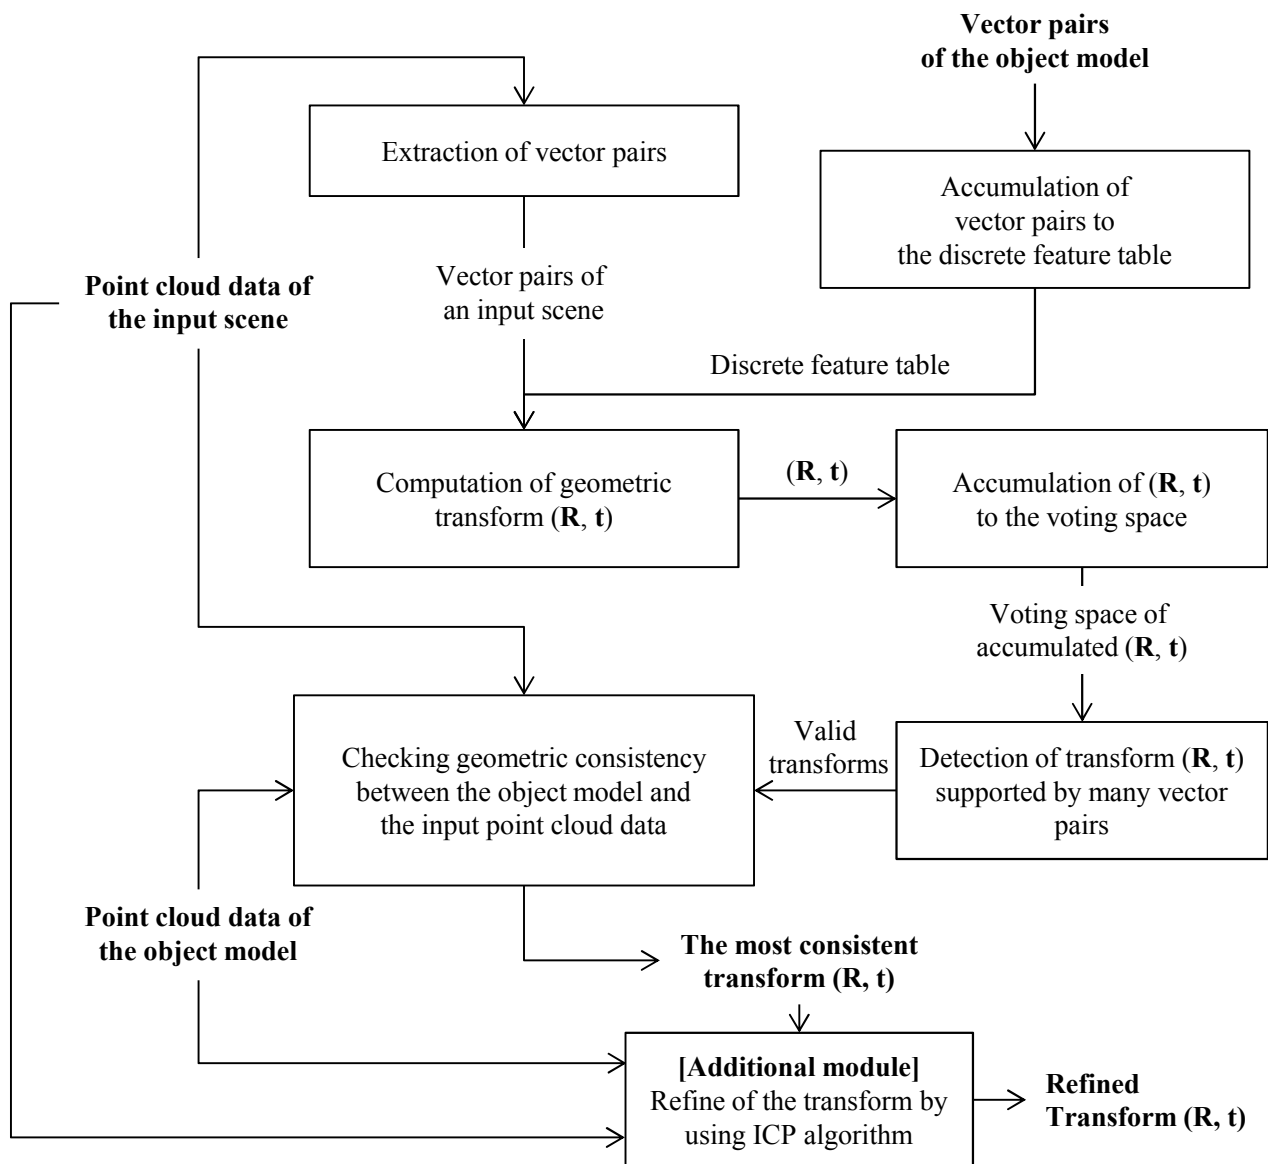 Vector pairs
of the object model
Extraction of vector pairs
Accumulation of
vector pairs to
the discrete feature table
Point cloud data of
the input scene
Vector pairs of
an input scene
Discrete feature table
Computation of geometric
transform (R, t)
(R, t)
Accumulation of (R, t)
to the voting space
Voting space of
accumulated (R, t)
Checking geometric consistency
between the object model and
the input point cloud data
Valid
transforms
Detection of transform (R, t)
supported by many vector
pairs
Point cloud data of
the object model
The most consistent
transform (R, t)
[Additional module]
Refine of the transform by
using ICP algorithm
Refined
Transform (R, t)